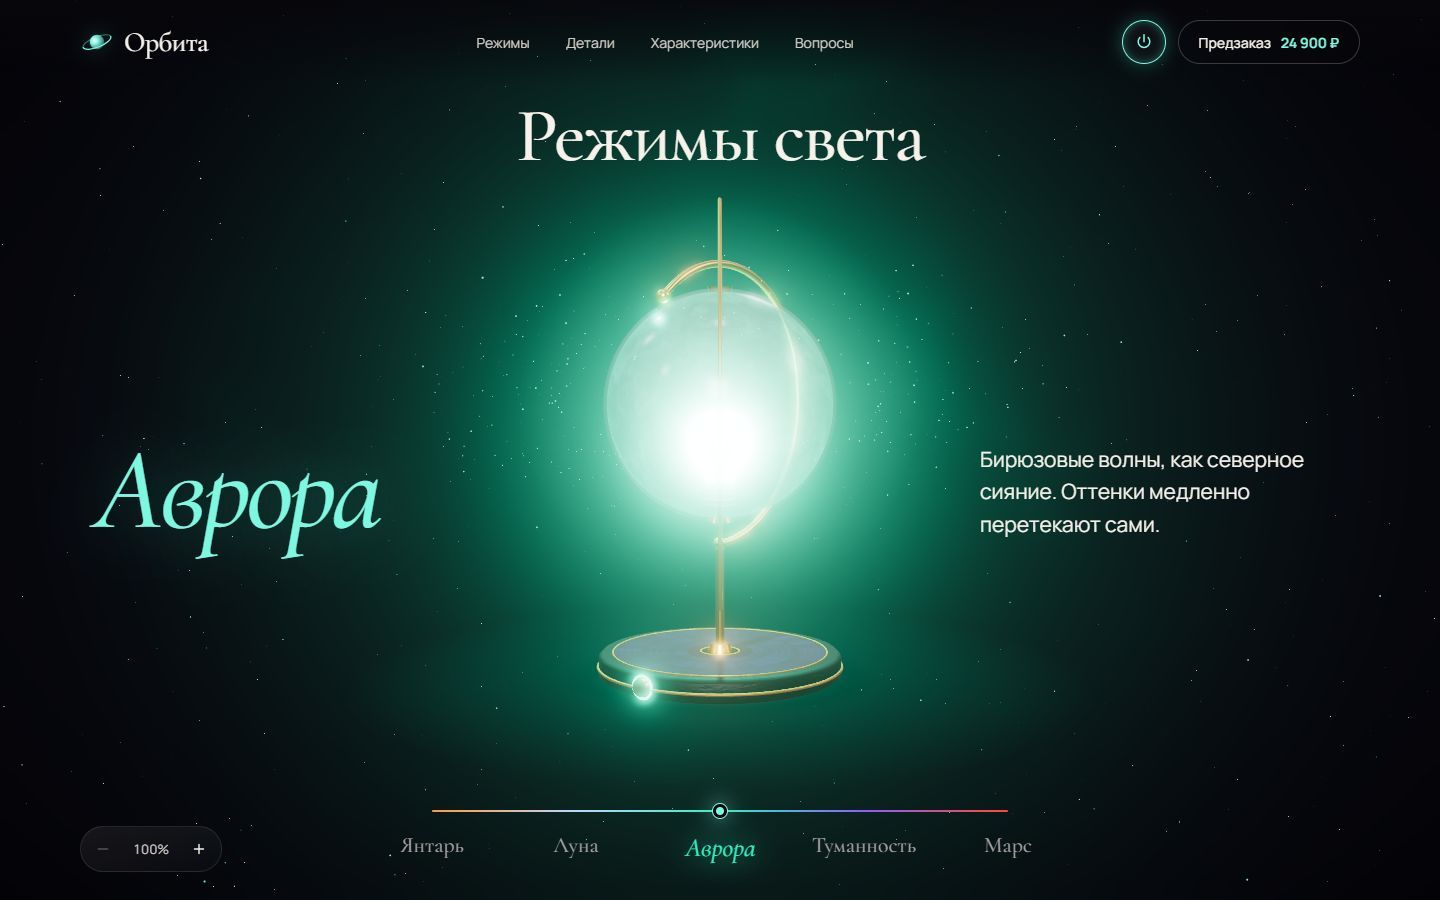 Орбита
Режимы
Детали
Характеристики
Вопросы
Предзаказ 24 900 ₽
Режимы света
Аврора
Бирюзовые волны, как северное
сияние. Оттенки медленно
перетекают сами.
− 100% +
Янтарь
Луна
Аврора
Туманность
Марс